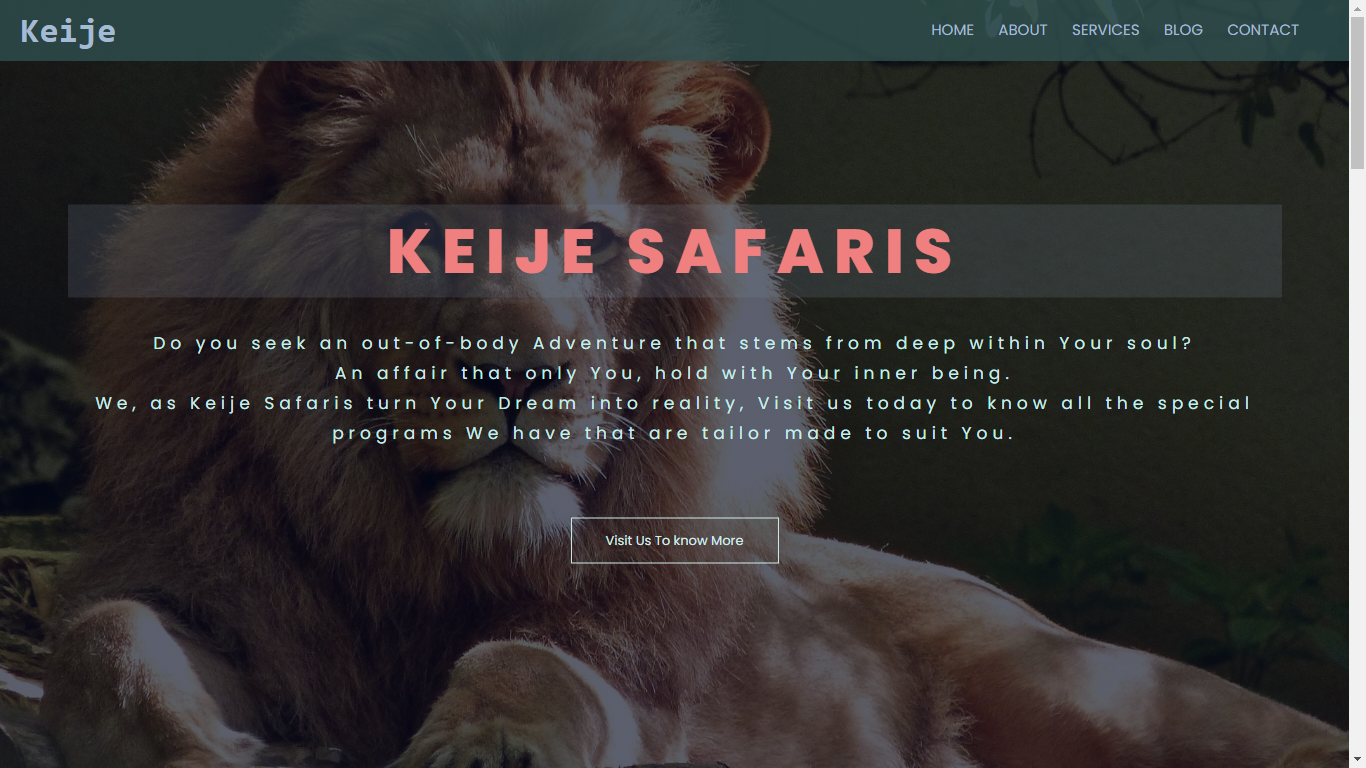 Keije
HOME ABOUT SERVICES BLOG CONTACT
KEIJE SAFARIS
Do you seek an out-of-body Adventure that stems from deep within Your soul?
An affair that only You, hold with Your inner being.
We, as Keije Safaris turn Your Dream into reality, Visit us today to know all the special
programs We have that are tailor made to suit You.
Visit Us To know More